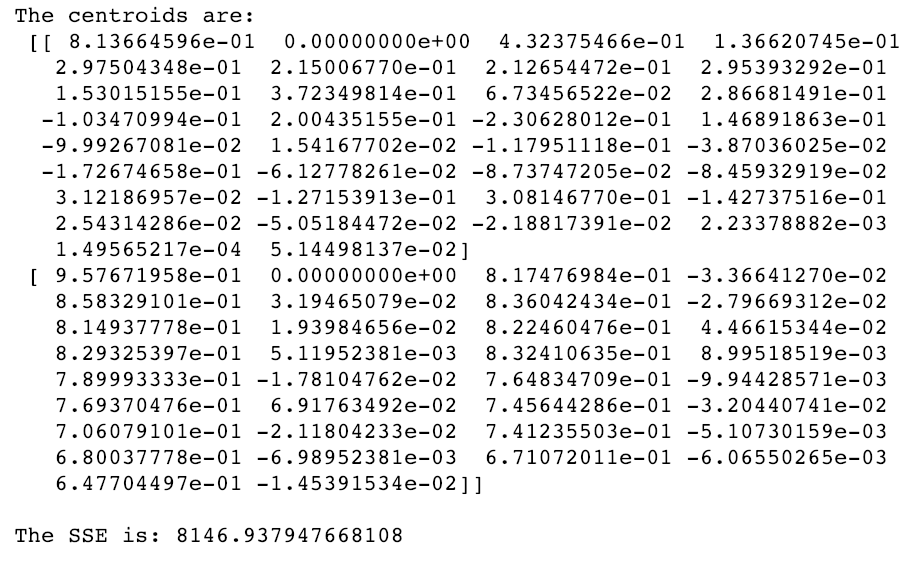 The centroids are:
[[ 8.13664596e-01 0.00000000e+00 4.32375466e-01 1.36620745e-01
2.97504348e-01 2.15006770e-01 2.12654472e-01 2.95393292e-01
1.53015155e-01 3.72349814e-01 6.73456522e-02 2.86681491e-01
-1.03470994e-01 2.00435155e-01 -2.30628012e-01 1.46891863e-01
-9.99267081e-02 1.54167702e-02 -1.17951118e-01 -3.87036025e-02
-1.72674658e-02 -6.12778261e-02 -8.73747205e-02 -8.45932919e-02
3.12186957e-02 -1.27153913e-01 3.08146770e-01 -1.42737516e-01
2.54314286e-02 -5.05184472e-02 -2.18817391e-02 2.23378882e-03
1.49565217e-04 5.14498137e-02]
[ 9.57671958e-01 0.00000000e+00 8.17476984e-01 -3.36641270e-02
8.58329101e-01 3.19465079e-02 8.36042434e-01 -2.79669312e-02
8.14937778e-01 1.93984656e-02 8.22460476e-01 4.46615344e-02
8.29325397e-01 5.11952381e-03 8.32410635e-01 8.99518519e-03
7.89993333e-01 -1.78104762e-02 7.64834709e-01 -9.94428571e-03
7.69370476e-01 6.91763492e-02 7.45644286e-01 -3.20440741e-02
7.06079101e-01 -2.11804233e-02 7.41235503e-01 -5.10730159e-03
6.80037778e-01 -6.98952381e-03 6.71072011e-01 -6.06550265e-03
6.47704497e-01 -1.45391534e-02]]
The SSE is: 8146.937947668108